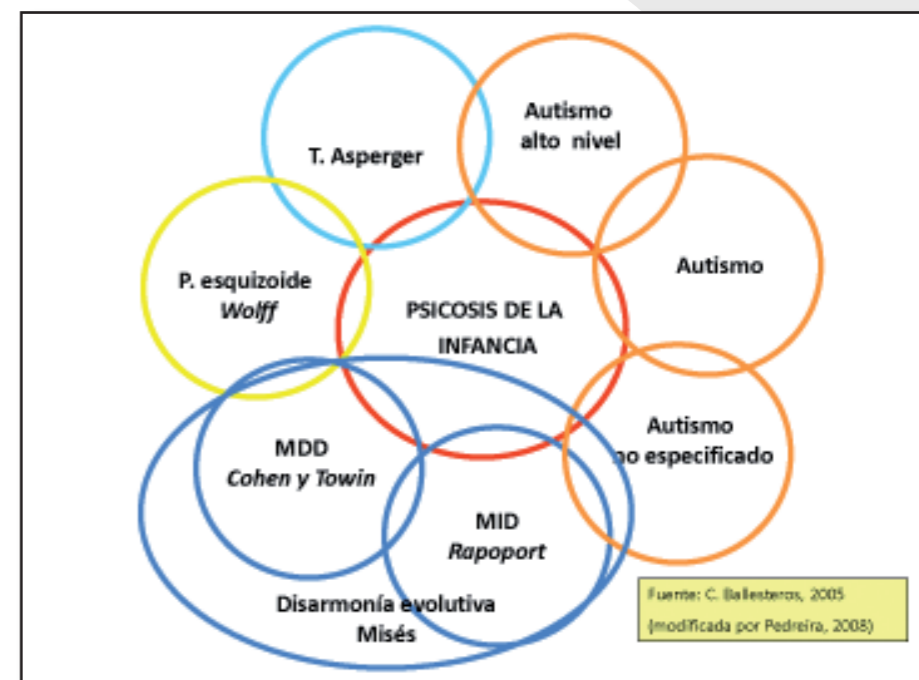 Autismo
alto nivel
T. Asperger
Autismo
P. esquizoide
Wolff
PSICOSIS DE LA
INFANCIA
Autismo
no especificado
MDD
Cohen y Towin
MID
Rapoport
Disarmonía evolutiva
Misés
Fuente: C. Ballesteros, 2005
(modificada por Pedreira, 2008)